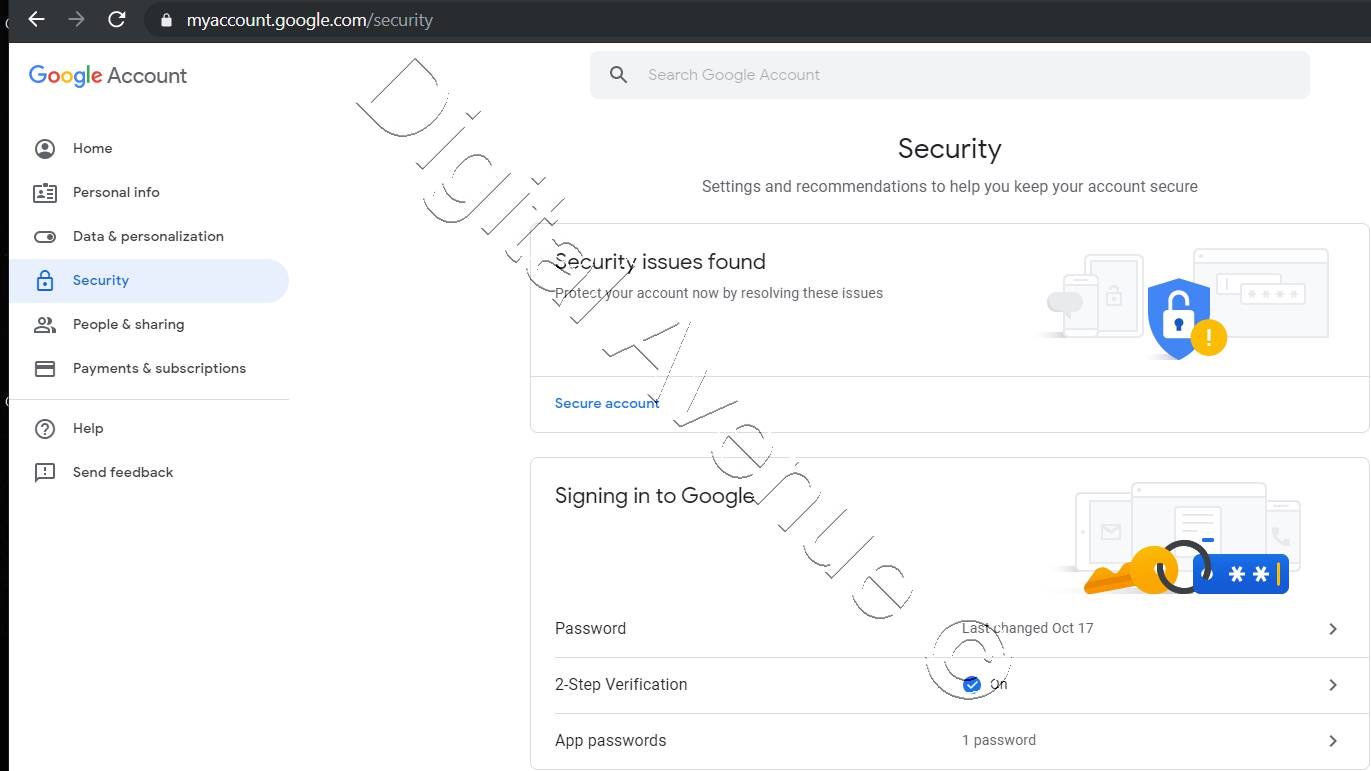 myaccount.google.com/security
Google Account
Search Google Account
Home
Personal info
Data & personalization
Security
People & sharing
Payments & subscriptions
Help
Send feedback
Security
Settings and recommendations to help you keep your account secure
Security issues found
Protect your account now by resolving these issues
Secure account
Signing in to Google
Password Last changed Oct 17
2-Step Verification On
App passwords 1 password
Digital Avenue ©